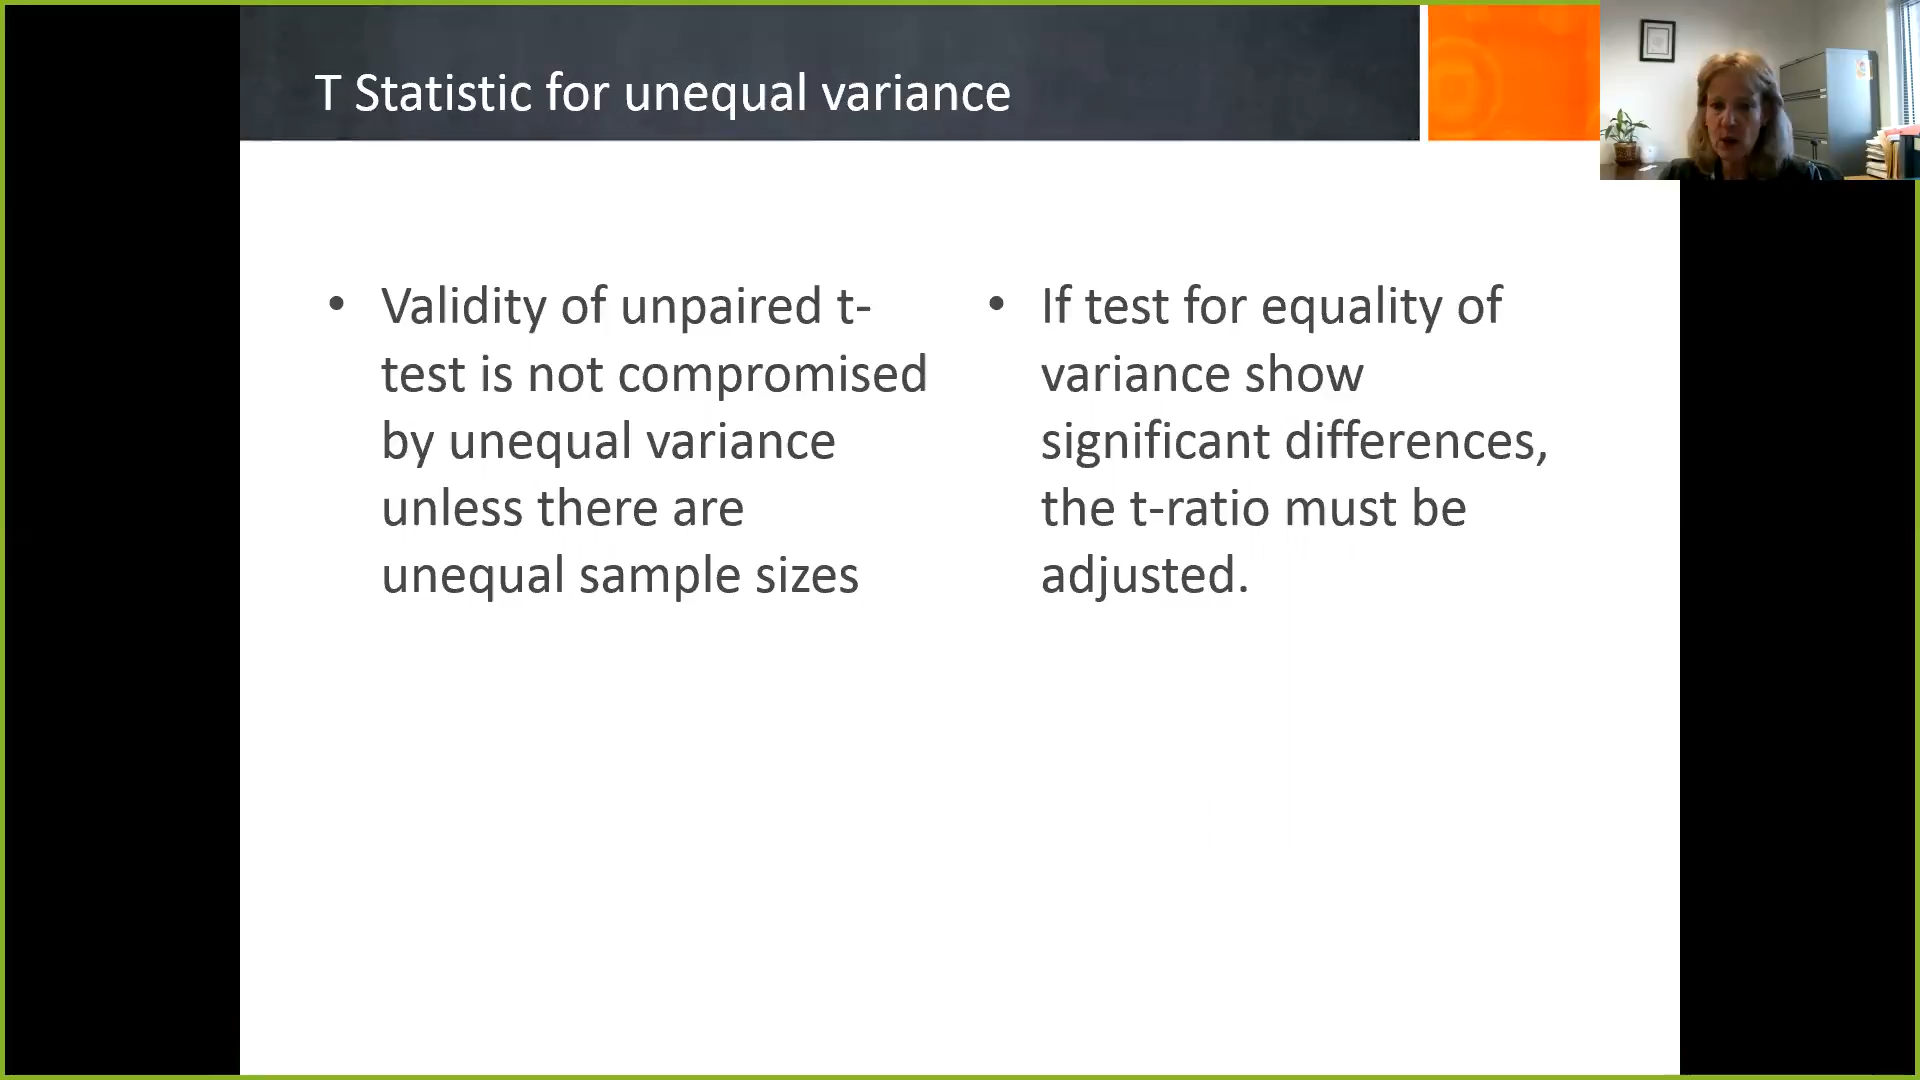 T Statistic for unequal variance
• Validity of unpaired t-
test is not compromised
by unequal variance
unless there are
unequal sample sizes
• If test for equality of
variance show
significant differences,
the t-ratio must be
adjusted.